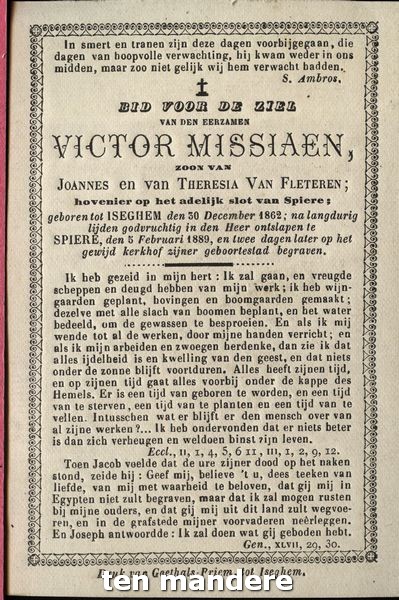 In smert en tranen zijn deze dagen voorbijgegaan, die
dagen van boopvolle verwachting, hij kwam weder in ons
midden, maar zoo niet gelijk wij hem verwacht badden.
S. Ambros.
BID VOOR DE ZIEL
VAN DEN EERZAMEN
VICTOR MISSIAEN,
ZOON VAN
JOANNES en van THERESIA VAN FLETEREN;
hovenier op het adelijk slot van Spiere;
geboren tot ISEGHEM den 30 December 1862; na langdurig
lijden godvruchtig in den Heer ontslapen te
SPIERE, den 5 Februari 1889, en twee dagen later op het
gewijd kerkhof zijner geboortestad begraven.
Ik heb gezeid in mijn hert : Ik zal gaan, en vreugde
scheppen en deugd hebben van mijn werk; ik heb wijn-
gaarden geplant, hovingen en boomgaarden gemaakt;
dezelve met alle slach van boomen beplant, en het water
bedeeld, om de gewassen te besproeien. En als ik mij
wende tot al de werken, door mijne handen verricht; en
als ik mijn arbeiden en zwoegen herdenke, dan zie ik dat
alles ijdelheid is en kwelling van den geest, en dat niets
onder de zonne blijft voortduren. Alles heeft zijnen tijd,
en op zijnen tijd gaat alles voorbij onder de kappe des
Hemels. Er is een tijd van geboren te worden, en een tijd
van te sterven, een tijd van te planten en een tijd van te
vellen. Intusschen wat er blijft er den mensch over van
al zijne werken?... Ik heb ondervonden dat er niets beter
is dan zich verheugen en weldoen binst zijn leven.
Eccl., II, 1, 4, 5, 6 11, III, 1, 2, 9, 12.
Toen Jacob voelde dat de ure zijner dood op het naken
stond, zeide hij : Geef mij, believe 't u, dees teeken van
liefde, van mij met waarheid te beloven, dat gij mij in
Egypten niet zult begraven, maar dat ik zal mogen rusten
bij mijne ouders, en dat gij mij uit dit land zult wegvoe-
ren, en in de grafstede mijner voorvaderen neêrleggen.
En Joseph antwoordde : Ik zal doen wat gij geboden hebt.
Gen., XLVII, 29, 30.
Druk van Goethals-Priem, tot Iseghem.
ten mandere